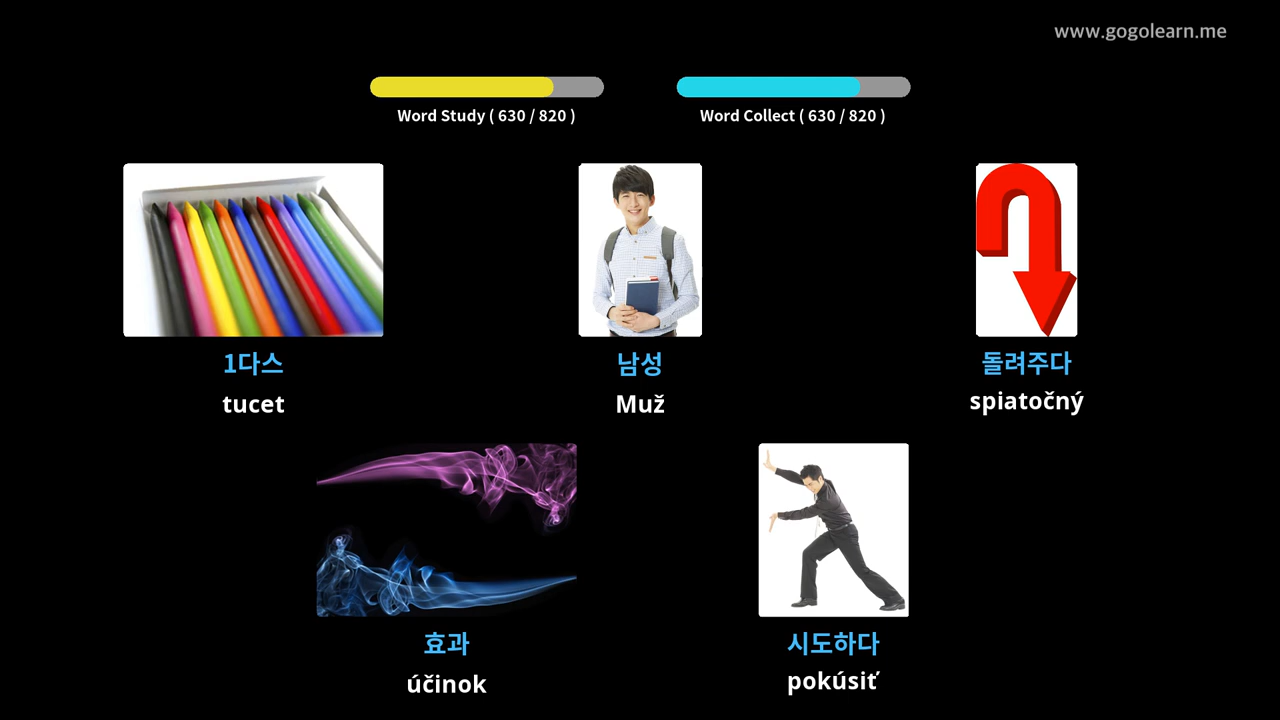 www.gogolearn.me
Word Study ( 630 / 820 )
Word Collect ( 630 / 820 )
1다스
남성
돌려주다
tucet
Muž
spiatočný
효과
시도하다
účinok
pokúsiť